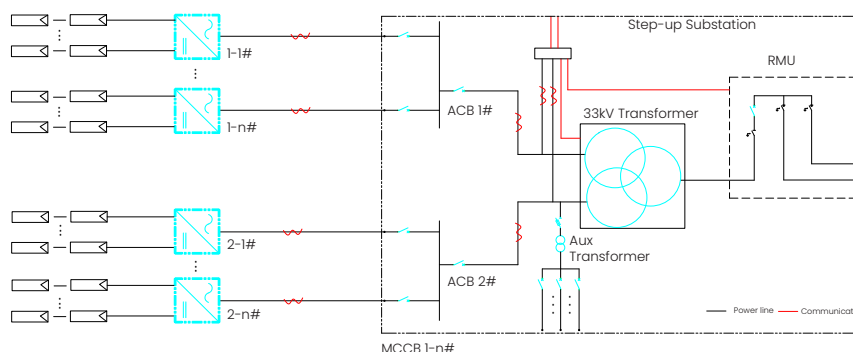 Step-up Substation
RMU
1-1#
33kV Transformer
ACB 1#
1-n#
2-1#
Aux
Transformer
ACB 2#
2-n#
Power line
Communicat
MCCB 1-n#